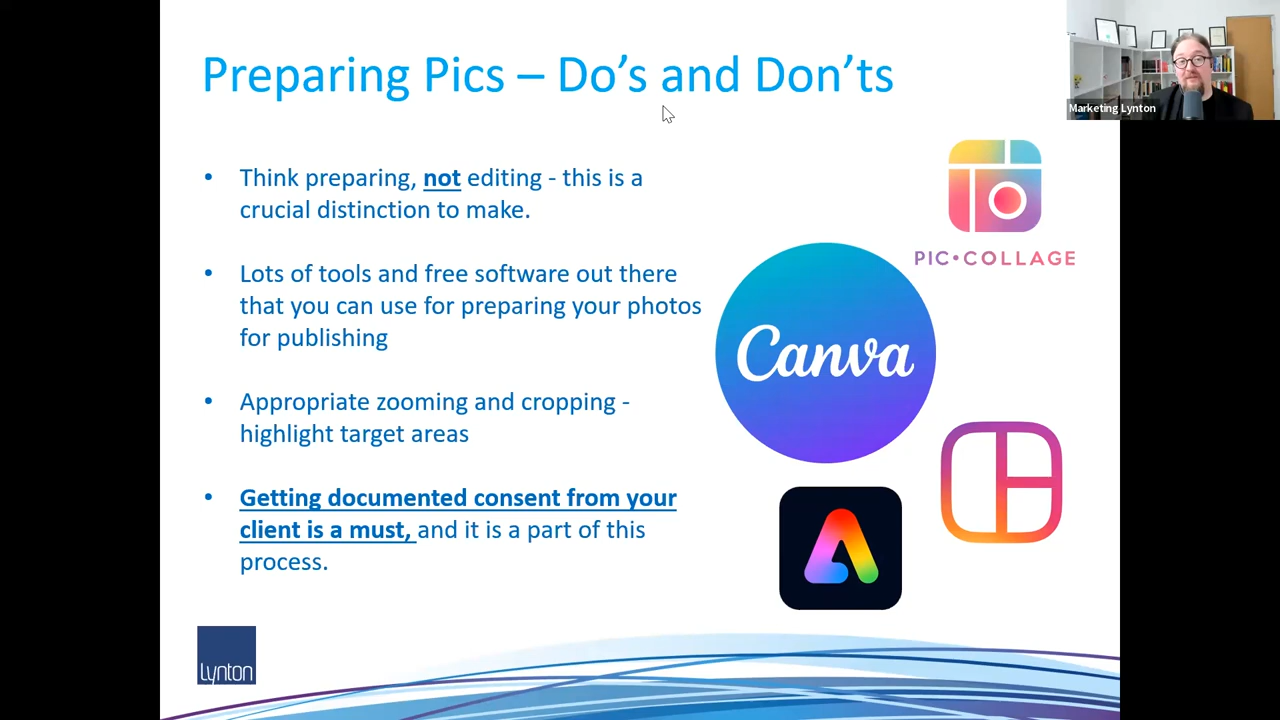 Preparing Pics – Do’s and Don’ts
Marketing Lynton
• Think preparing, not editing - this is a
crucial distinction to make.
• Lots of tools and free software out there
that you can use for preparing your photos
for publishing
• Appropriate zooming and cropping -
highlight target areas
• Getting documented consent from your
client is a must, and it is a part of this
process.
PIC•COLLAGE
Canva
Lynton